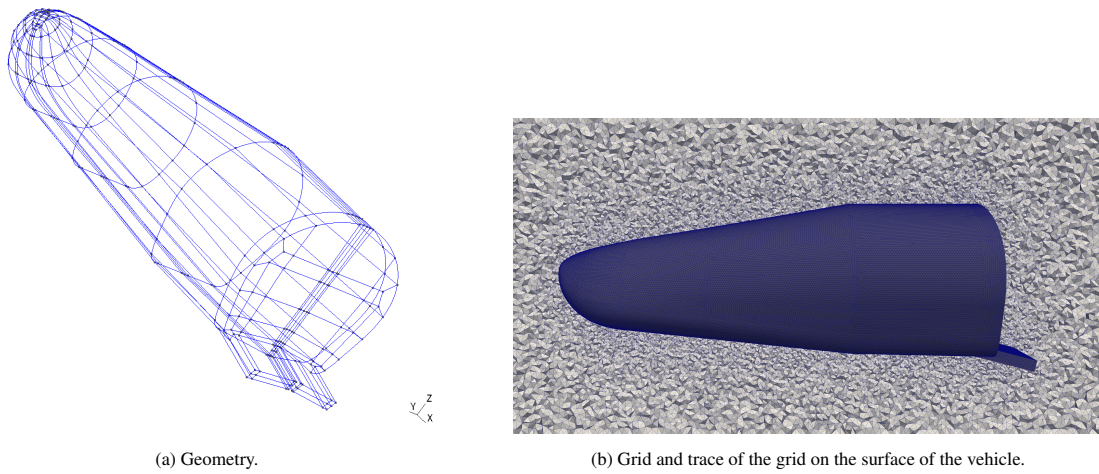 Z
Y
X
(a) Geometry.
(b) Grid and trace of the grid on the surface of the vehicle.